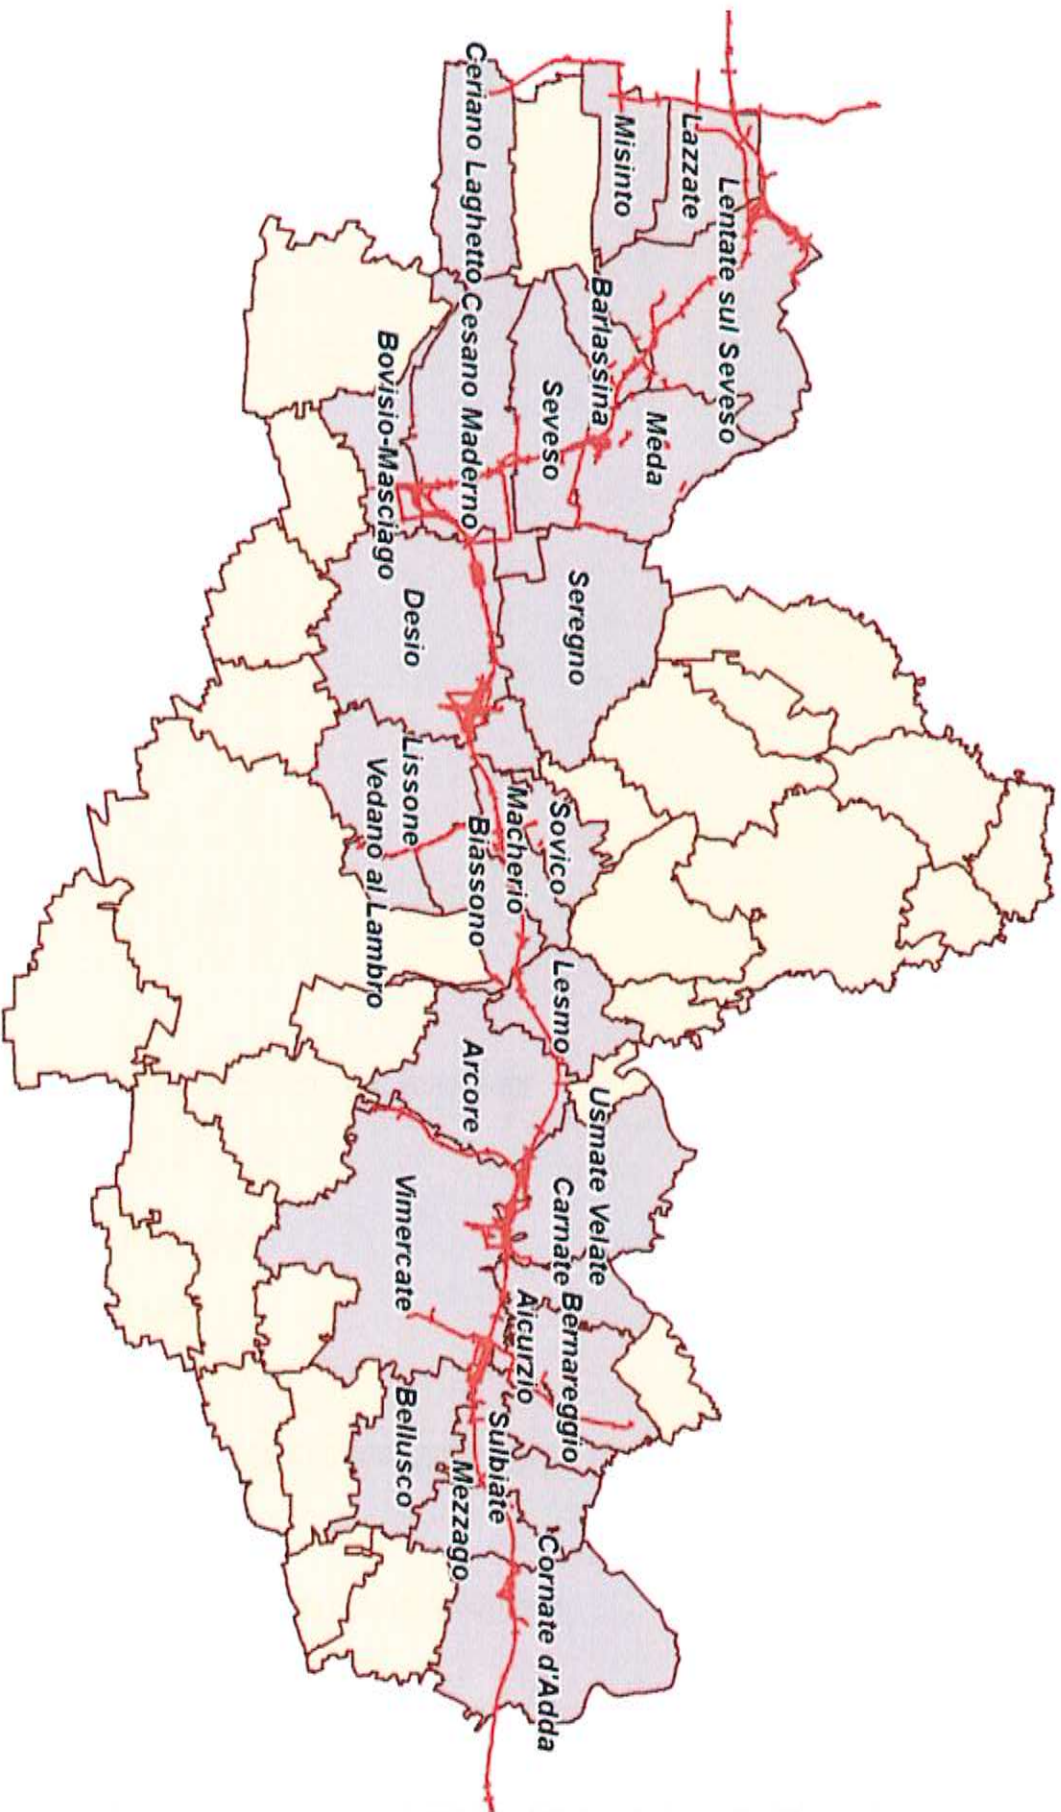 Lentate sul Seveso
Lazzate
Misinto
Ceriano Laghetto
Barlassina
Meda
Seveso
Cesano Maderno
Bovisio-Masciago
Seregno
Desio
Lissone
Vedano al Lambro
Biassono
Macherio
Sovico
Lesmo
Arcore
Usmate Velate
Carnate
Vimercate
Bernareggio
Aicurzio
Sulbiate
Bellusco
Mezzago
Cornate d'Adda